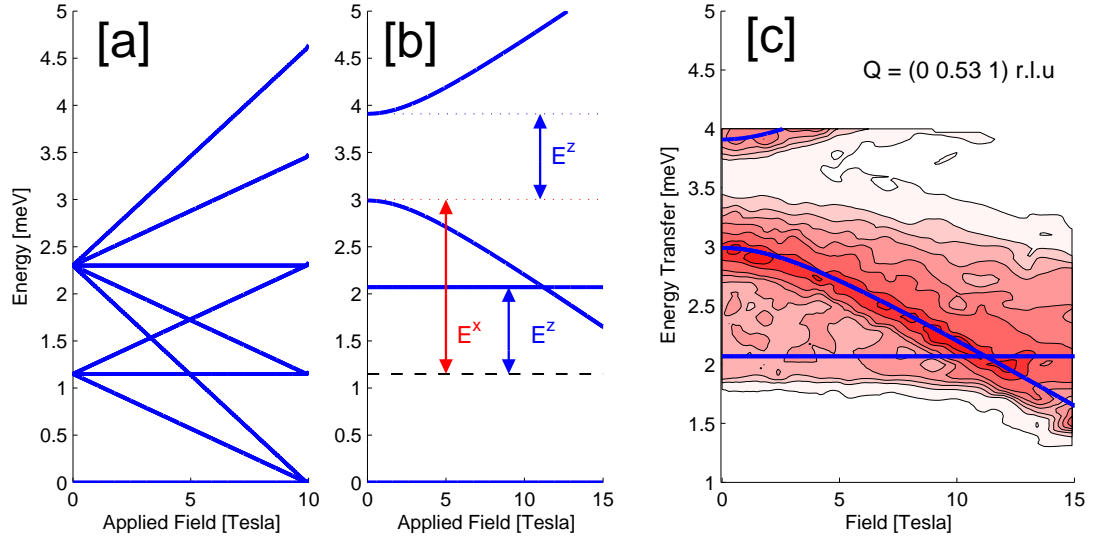 [a]
5
4.5
4
3.5
3
2.5
2
1.5
1
0.5
0
Energy [meV]
0 5 10
Applied Field [Tesla]
[b]
5
4.5
4
3.5
3
2.5
2
1.5
1
0.5
0
E^z
E^x
E^z
0 5 10 15
Applied Field [Tesla]
[c]
Q = (0 0.53 1) r.l.u
5
4.5
4
3.5
3
2.5
2
1.5
1
Energy Transfer [meV]
0 5 10 15
Field [Tesla]